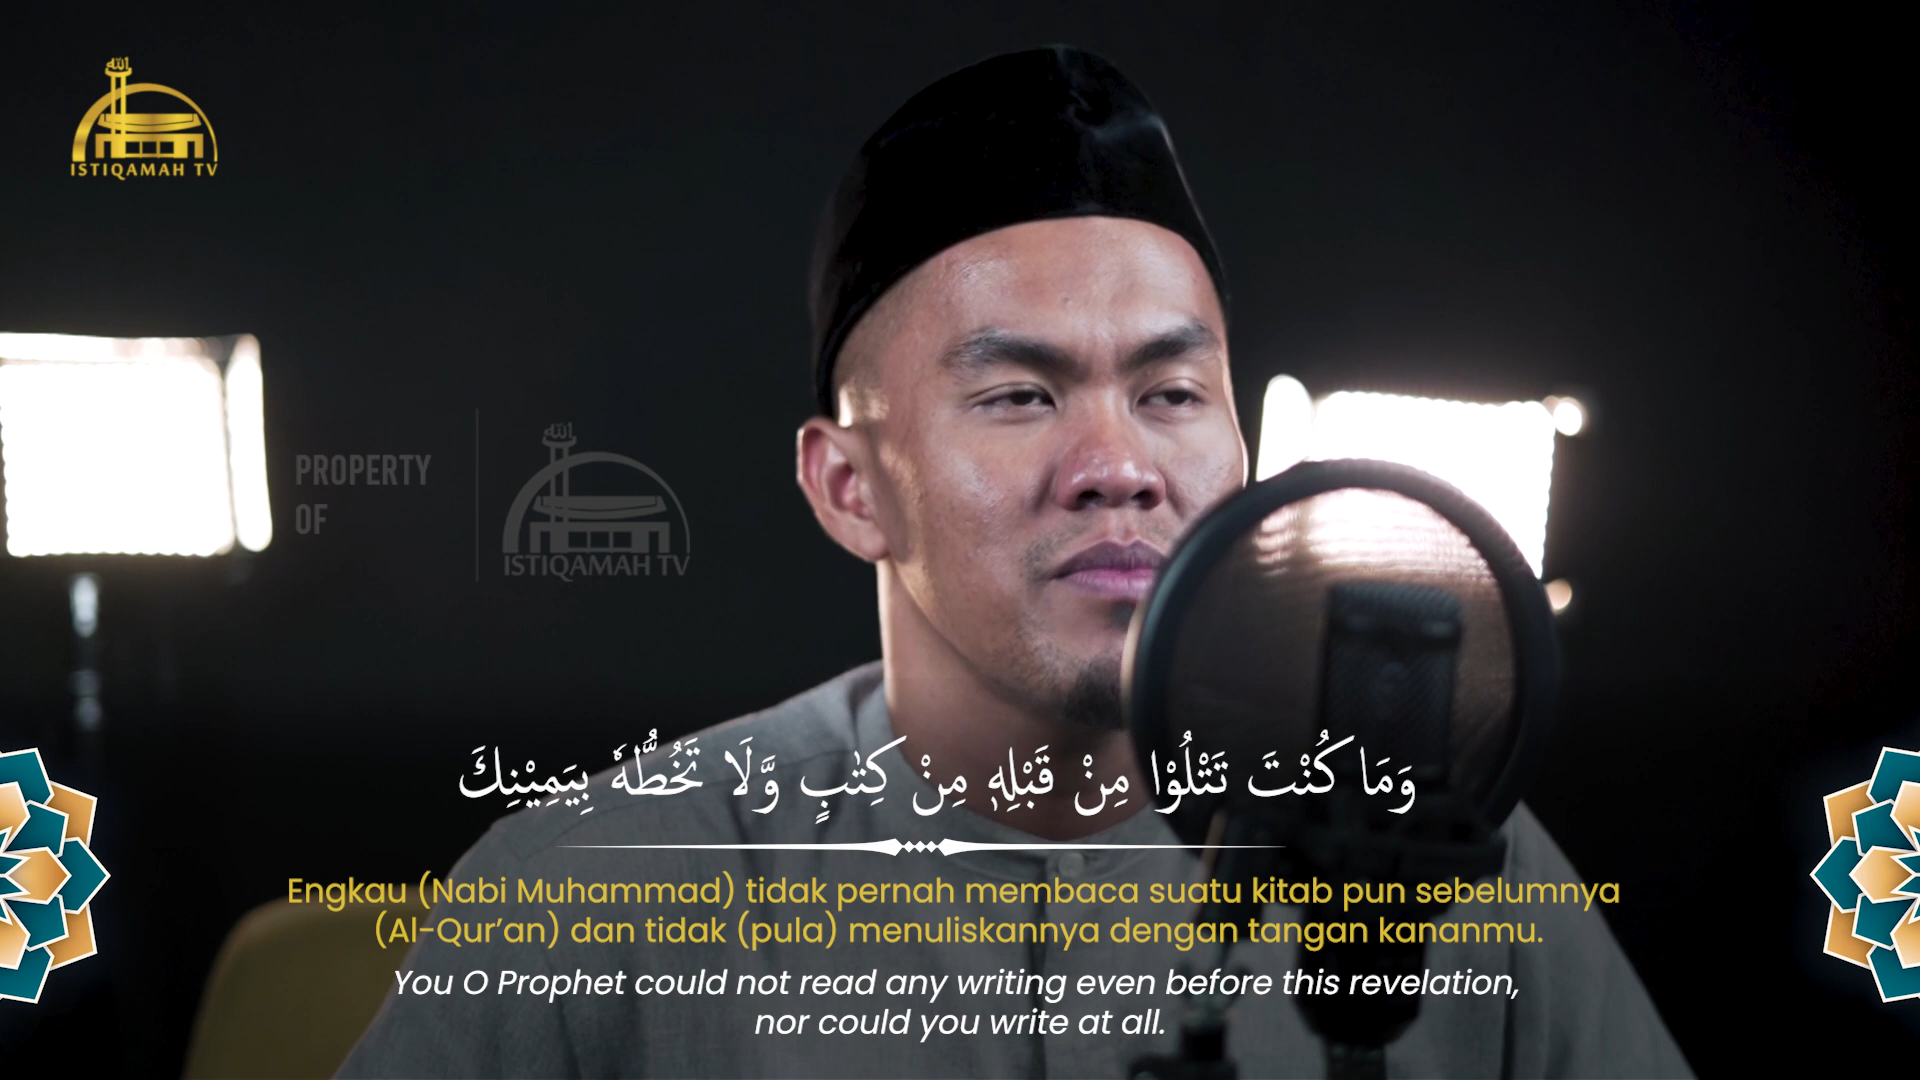 الله
ISTIQAMAH TV
PROPERTY
OF
الله
ISTIQAMAH TV
وَمَا كُنْتَ تَتْلُوْا مِنْ قَبْلِهٖ مِنْ كِتٰبٍ وَّلَا تَخُطُّهٗ بِيَمِيْنِكَ
Engkau (Nabi Muhammad) tidak pernah membaca suatu kitab pun sebelumnya
(Al-Qur’an) dan tidak (pula) menuliskannya dengan tangan kananmu.
You O Prophet could not read any writing even before this revelation,
nor could you write at all.